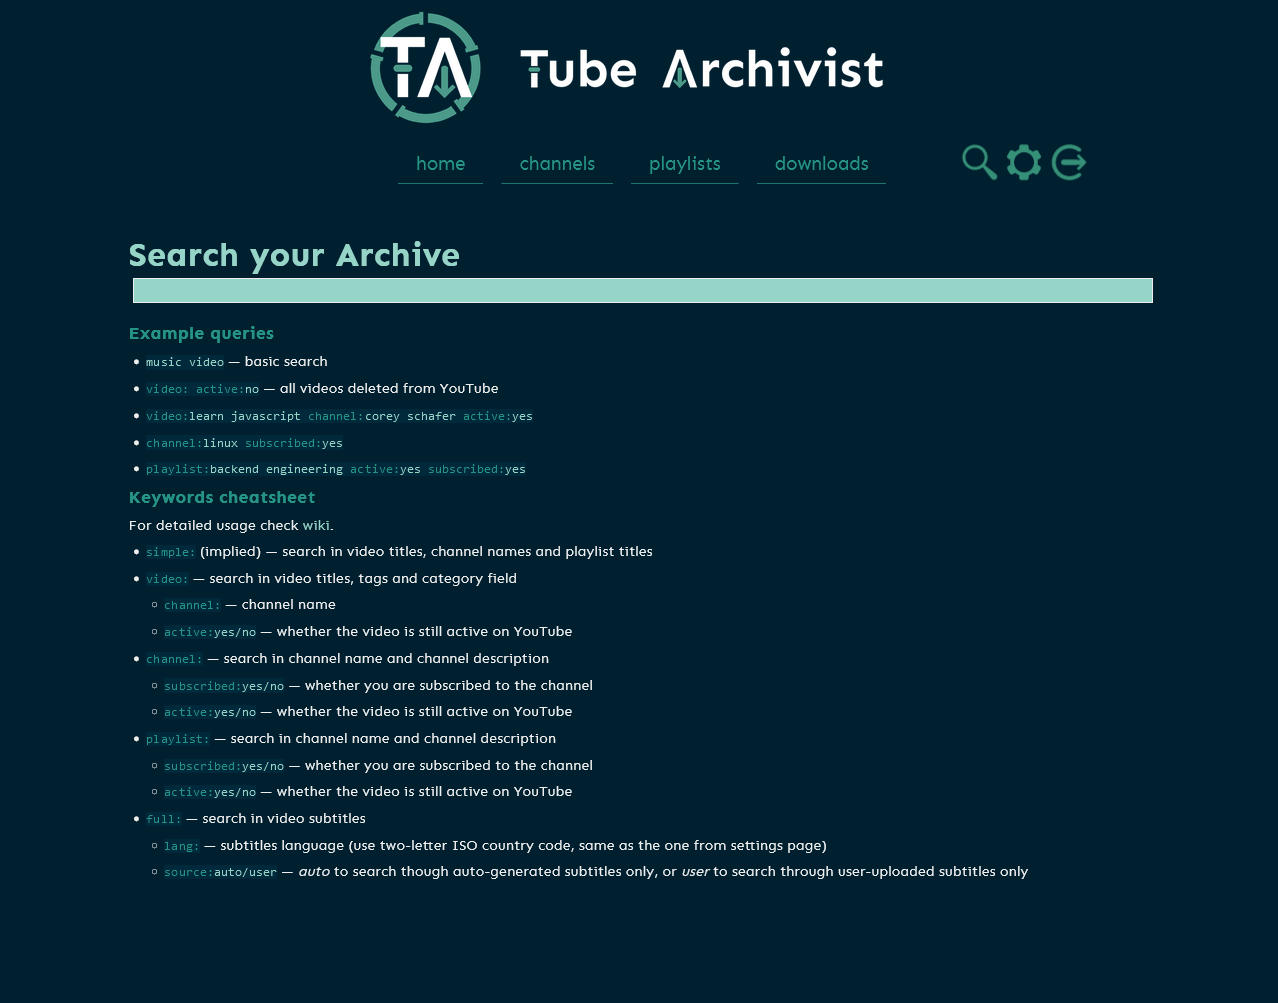 TA Tube Archivist
home channels playlists downloads
Search your Archive
Example queries
• music video — basic search
• video: active:no — all videos deleted from YouTube
• video:learn javascript channel:corey schafer active:yes
• channel:linux subscribed:yes
• playlist:backend engineering active:yes subscribed:yes
Keywords cheatsheet
For detailed usage check wiki.
• simple: (implied) — search in video titles, channel names and playlist titles
• video: — search in video titles, tags and category field
◦ channel: — channel name
◦ active:yes/no — whether the video is still active on YouTube
• channel: — search in channel name and channel description
◦ subscribed:yes/no — whether you are subscribed to the channel
◦ active:yes/no — whether the video is still active on YouTube
• playlist: — search in channel name and channel description
◦ subscribed:yes/no — whether you are subscribed to the channel
◦ active:yes/no — whether the video is still active on YouTube
• full: — search in video subtitles
◦ lang: — subtitles language (use two-letter ISO country code, same as the one from settings page)
◦ source:auto/user — auto to search though auto-generated subtitles only, or user to search through user-uploaded subtitles only